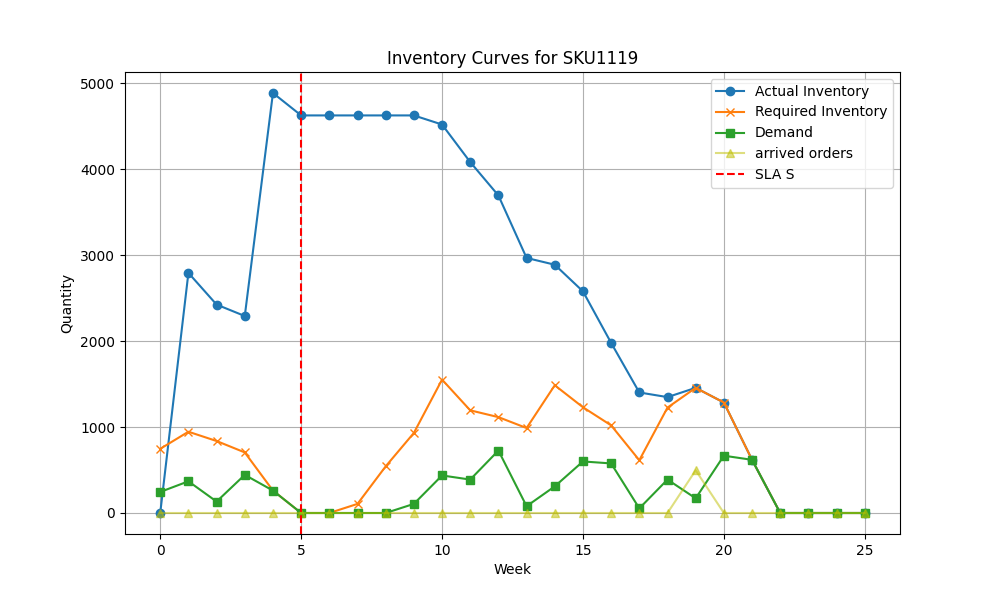 Inventory Curves for SKU1119
Actual Inventory
Required Inventory
Demand
arrived orders
SLA S
Quantity
5000
4000
3000
2000
1000
0
0 5 10 15 20 25
Week